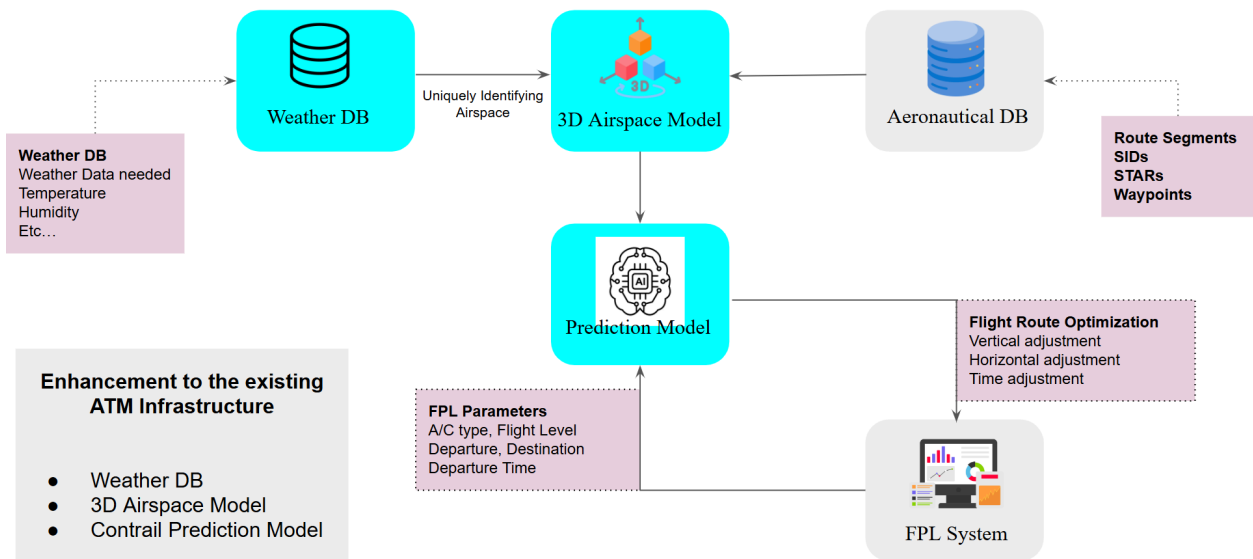 Weather DB
Uniquely Identifying
Airspace
3D
3D Airspace Model
Aeronautical DB
Weather DB
Weather Data needed
Temperature
Humidity
Etc…
Route Segments
SIDs
STARs
Waypoints
AI
Prediction Model
Flight Route Optimization
Vertical adjustment
Horizontal adjustment
Time adjustment
FPL Parameters
A/C type, Flight Level
Departure, Destination
Departure Time
FPL System
Enhancement to the existing
ATM Infrastructure
● Weather DB
● 3D Airspace Model
● Contrail Prediction Model